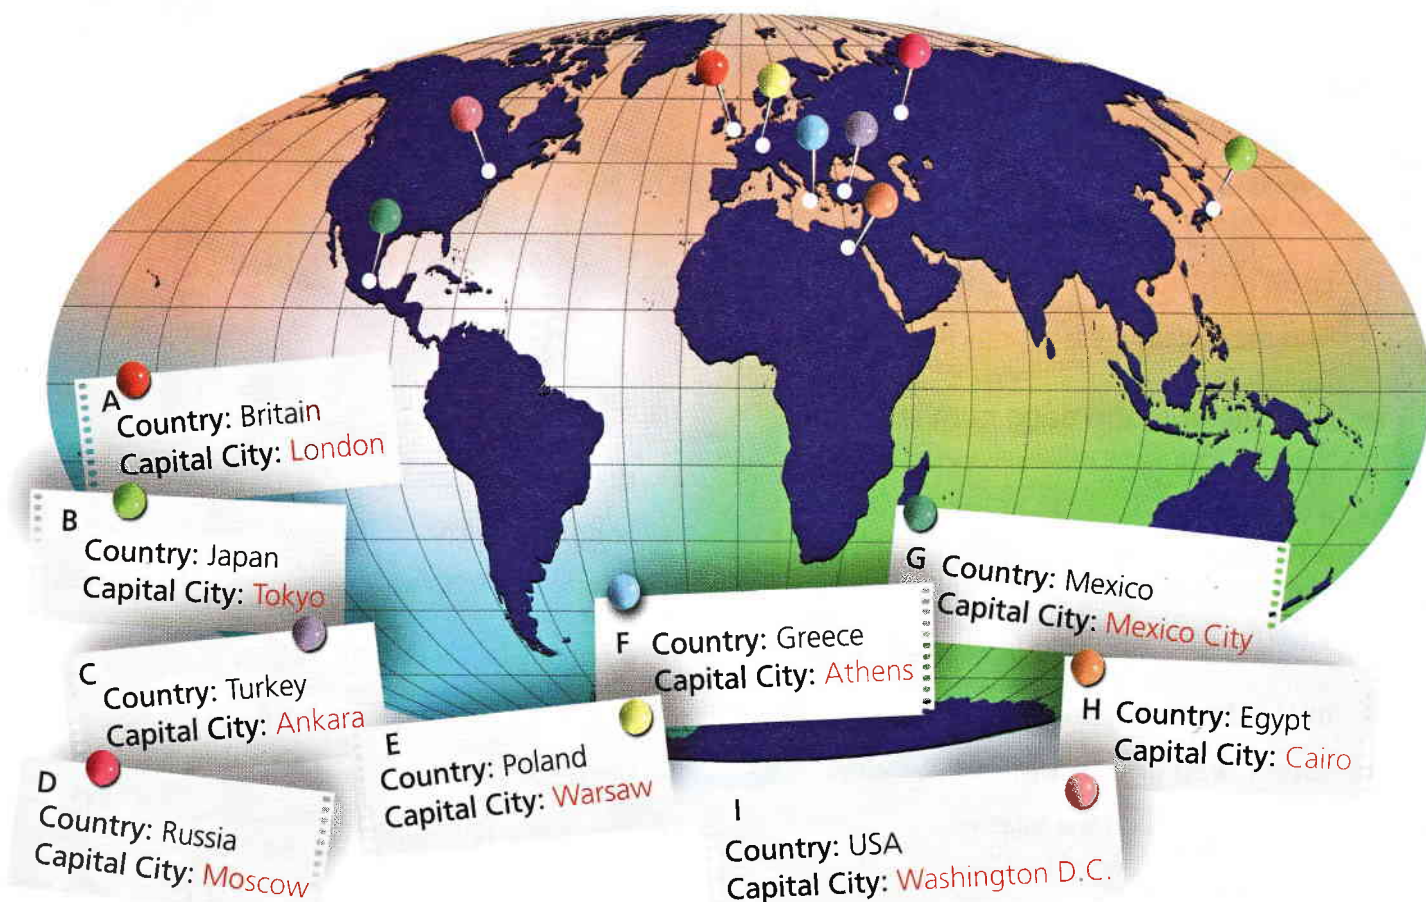 A
Country: Britain
Capital City: London
B
Country: Japan
Capital City: Tokyo
C
Country: Turkey
Capital City: Ankara
D
Country: Russia
Capital City: Moscow
E
Country: Poland
Capital City: Warsaw
F Country: Greece
Capital City: Athens
G Country: Mexico
Capital City: Mexico City
H Country: Egypt
Capital City: Cairo
I
Country: USA
Capital City: Washington D.C.